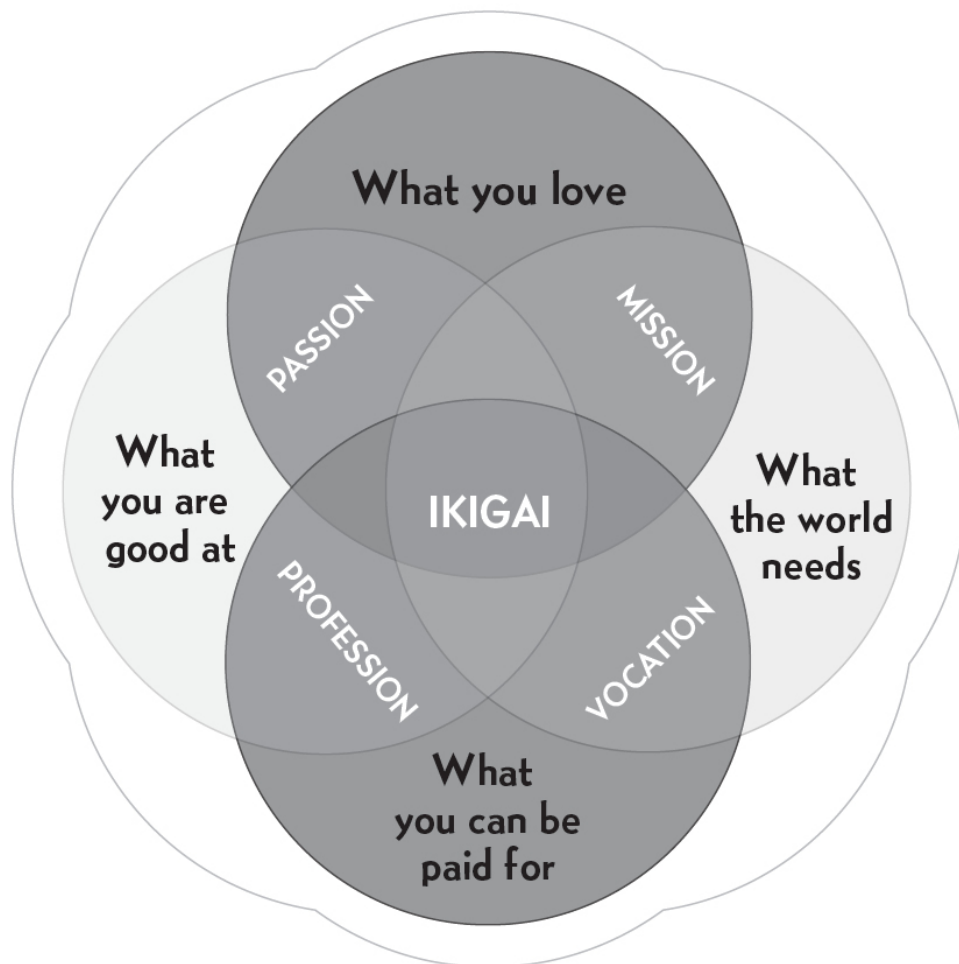 What you love
PASSION
MISSION
What
you are
good at
IKIGAI
What
the world
needs
PROFESSION
VOCATION
What
you can be
paid for